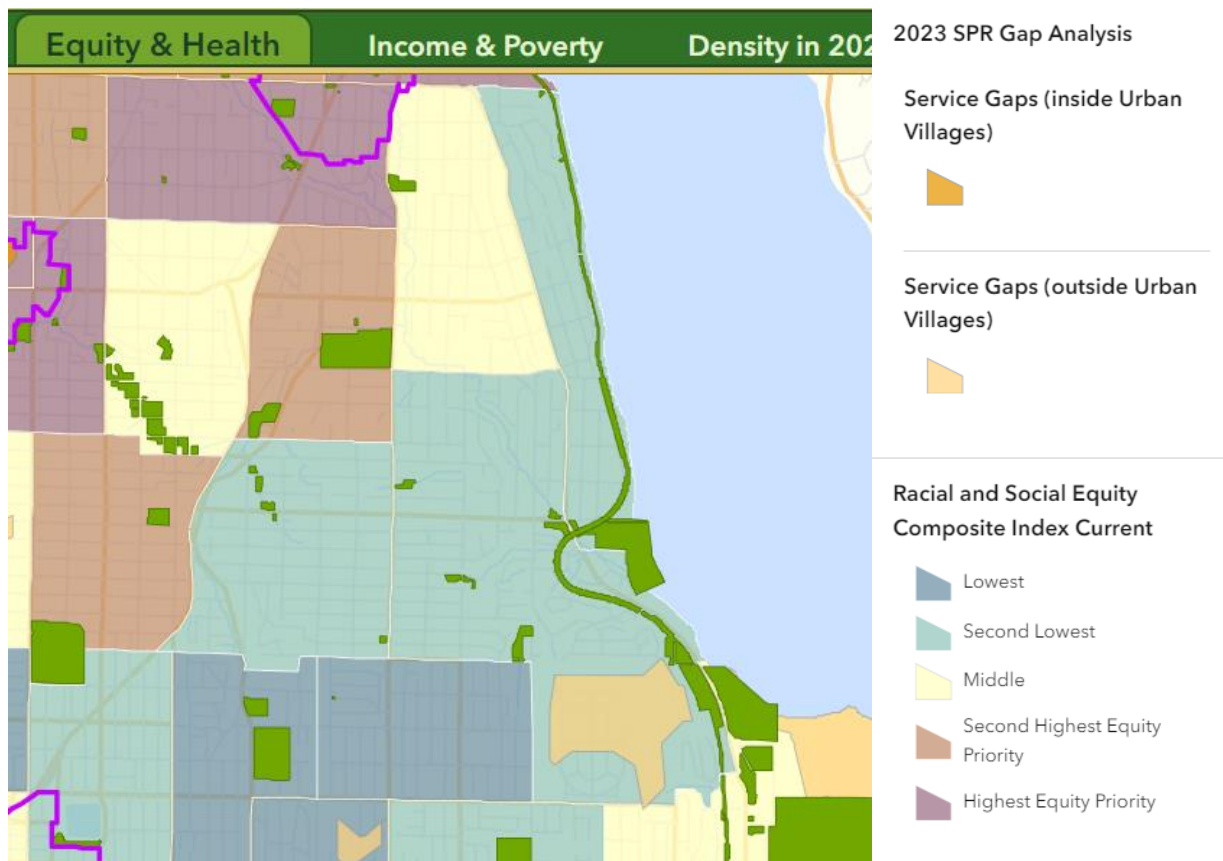 Equity & Health
Income & Poverty
Density in 202
2023 SPR Gap Analysis
Service Gaps (inside Urban
Villages)
Service Gaps (outside Urban
Villages)
Racial and Social Equity
Composite Index Current
Lowest
Second Lowest
Middle
Second Highest Equity
Priority
Highest Equity Priority